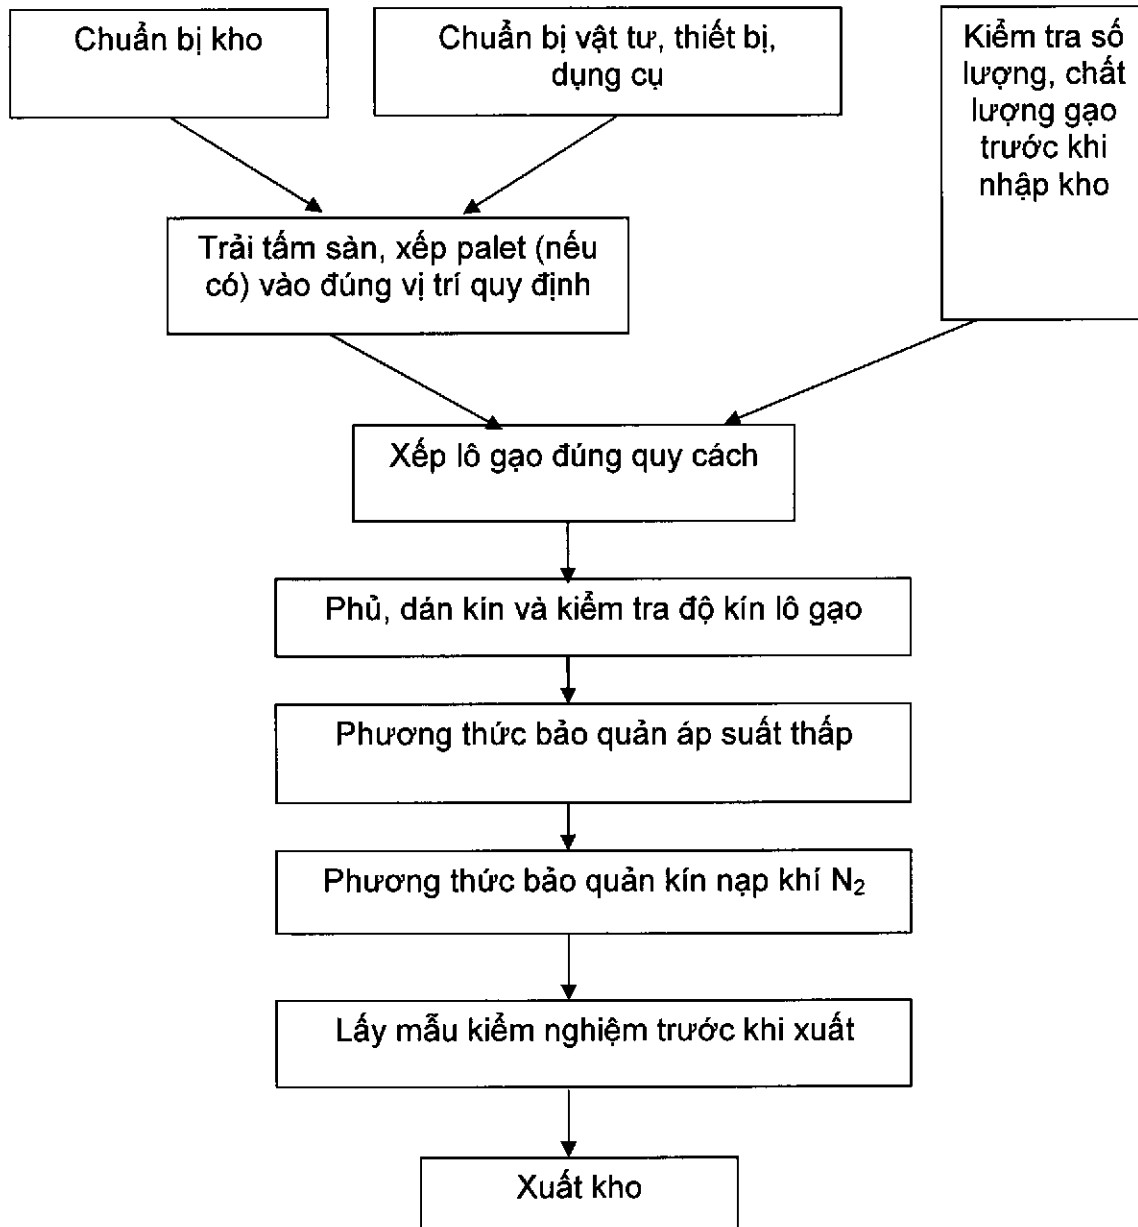 Chuẩn bị kho
Chuẩn bị vật tư, thiết bị,
dụng cụ
Kiểm tra số
lượng, chất
lượng gạo
trước khi
nhập kho
Trải tấm sàn, xếp palet (nếu
có) vào đúng vị trí quy định
Xếp lô gạo đúng quy cách
Phủ, dán kín và kiểm tra độ kín lô gạo
Phương thức bảo quản áp suất thấp
Phương thức bảo quản kín nạp khí N₂
Lấy mẫu kiểm nghiệm trước khi xuất
Xuất kho